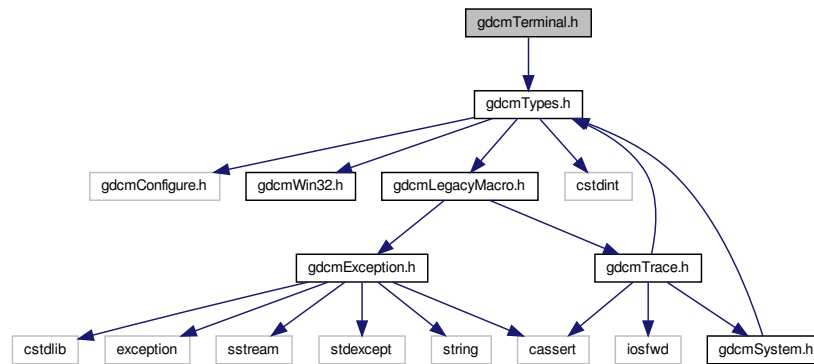 gdcmTerminal.h
gdcmTypes.h
gdcmConfigure.h
gdcmWin32.h
gdcmLegacyMacro.h
cstdint
gdcmException.h
gdcmTrace.h
cstdlib
exception
sstream
stdexcept
string
cassert
iosfwd
gdcmSystem.h